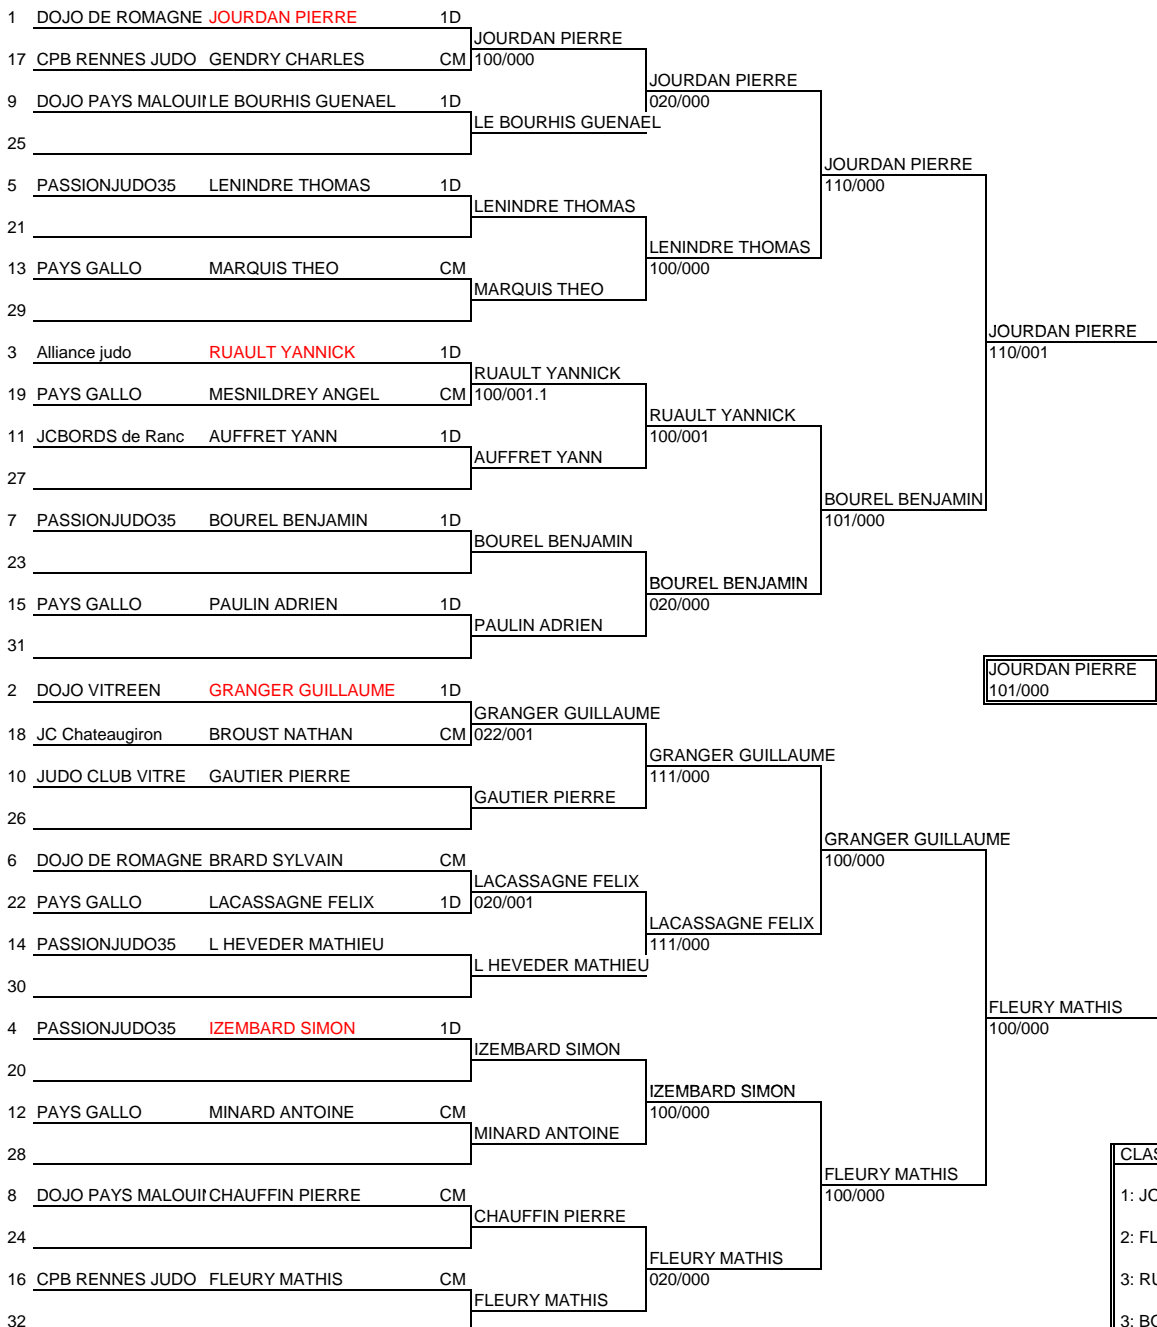 1 DOJO DE ROMAGNE JOURDAN PIERRE 1D
JOURDAN PIERRE
17 CPB RENNES JUDO GENDRY CHARLES CM 100/000
JOURDAN PIERRE
9 DOJO PAYS MALOUI LE BOURHIS GUENAEL 1D 020/000
LE BOURHIS GUENAEL
25
JOURDAN PIERRE
5 PASSIONJUDO35 LENINDRE THOMAS 1D 110/000
LENINDRE THOMAS
21
LENINDRE THOMAS
13 PAYS GALLO MARQUIS THEO CM 100/000
MARQUIS THEO
29
JOURDAN PIERRE
3 Alliance judo RUAULT YANNICK 1D 110/001
RUAULT YANNICK
19 PAYS GALLO MESNILDREY ANGEL CM 100/001.1
RUAULT YANNICK
11 JCBORDS de Ranc AUFFRET YANN 1D 100/001
AUFFRET YANN
27
BOUREL BENJAMIN
7 PASSIONJUDO35 BOUREL BENJAMIN 1D 101/000
BOUREL BENJAMIN
23
BOUREL BENJAMIN
15 PAYS GALLO PAULIN ADRIEN 1D 020/000
PAULIN ADRIEN
31
JOURDAN PIERRE
2 DOJO VITREEN GRANGER GUILLAUME 1D 101/000
GRANGER GUILLAUME
18 JC Chateaugiron BROUST NATHAN CM 022/001
GRANGER GUILLAUME
10 JUDO CLUB VITRE GAUTIER PIERRE 111/000
GAUTIER PIERRE
26
GRANGER GUILLAUME
6 DOJO DE ROMAGNE BRARD SYLVAIN CM 100/000
LACASSAGNE FELIX
22 PAYS GALLO LACASSAGNE FELIX 1D 020/001
LACASSAGNE FELIX
14 PASSIONJUDO35 L HEVEDER MATHIEU 111/000
L HEVEDER MATHIEU
30
FLEURY MATHIS
4 PASSIONJUDO35 IZEMBARD SIMON 1D 100/000
IZEMBARD SIMON
20
IZEMBARD SIMON
12 PAYS GALLO MINARD ANTOINE CM 100/000
MINARD ANTOINE
28
CLAS
FLEURY MATHIS
8 DOJO PAYS MALOUI CHAUFFIN PIERRE CM 100/000 1: JO
CHAUFFIN PIERRE
24 2: FL
FLEURY MATHIS
16 CPB RENNES JUDO FLEURY MATHIS CM 020/000 3: RU
FLEURY MATHIS
32 3: BO